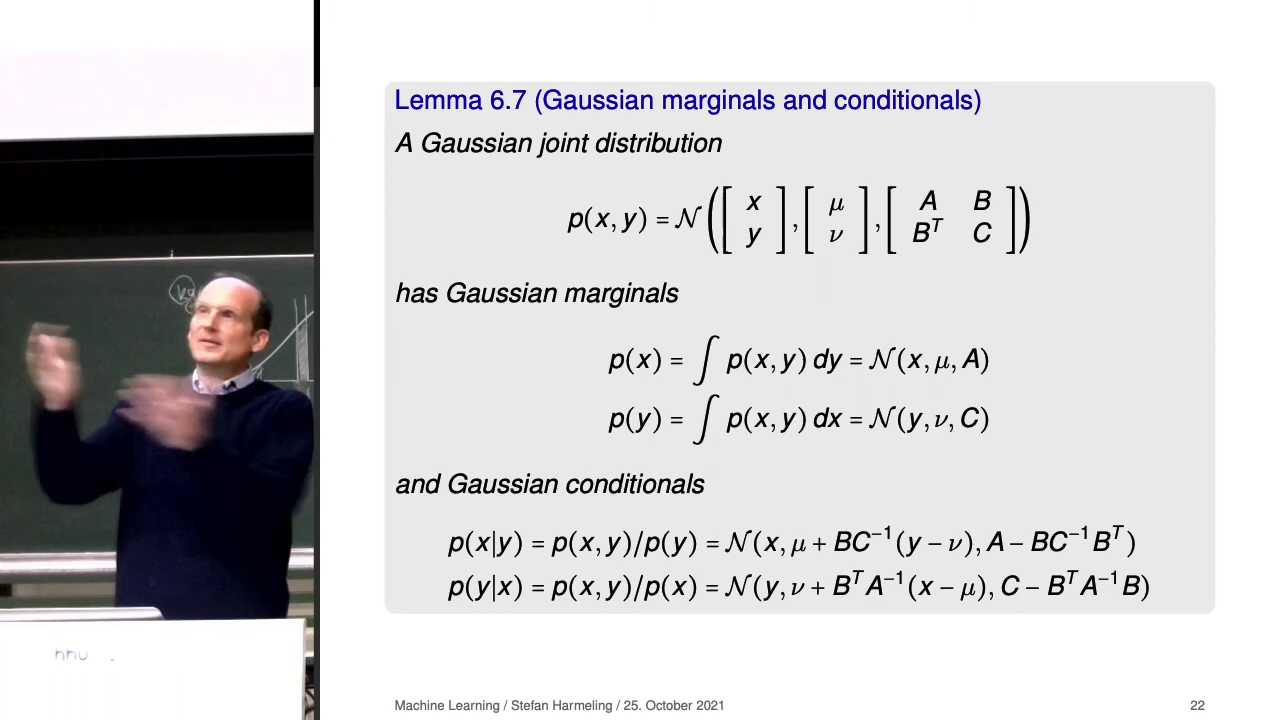 Lemma 6.7 (Gaussian marginals and conditionals)
A Gaussian joint distribution
p(x, y) = 𝒩([x y], [μ ν], [A B Bᵀ C])
has Gaussian marginals
p(x) = ∫ p(x, y) dy = 𝒩(x, μ, A)
p(y) = ∫ p(x, y) dx = 𝒩(y, ν, C)
and Gaussian conditionals
p(x|y) = p(x, y)/p(y) = 𝒩(x, μ + BC⁻¹(y − ν), A − BC⁻¹Bᵀ)
p(y|x) = p(x, y)/p(x) = 𝒩(y, ν + BᵀA⁻¹(x − μ), C − BᵀA⁻¹B)
hhu
Machine Learning / Stefan Harmeling / 25. October 2021
22